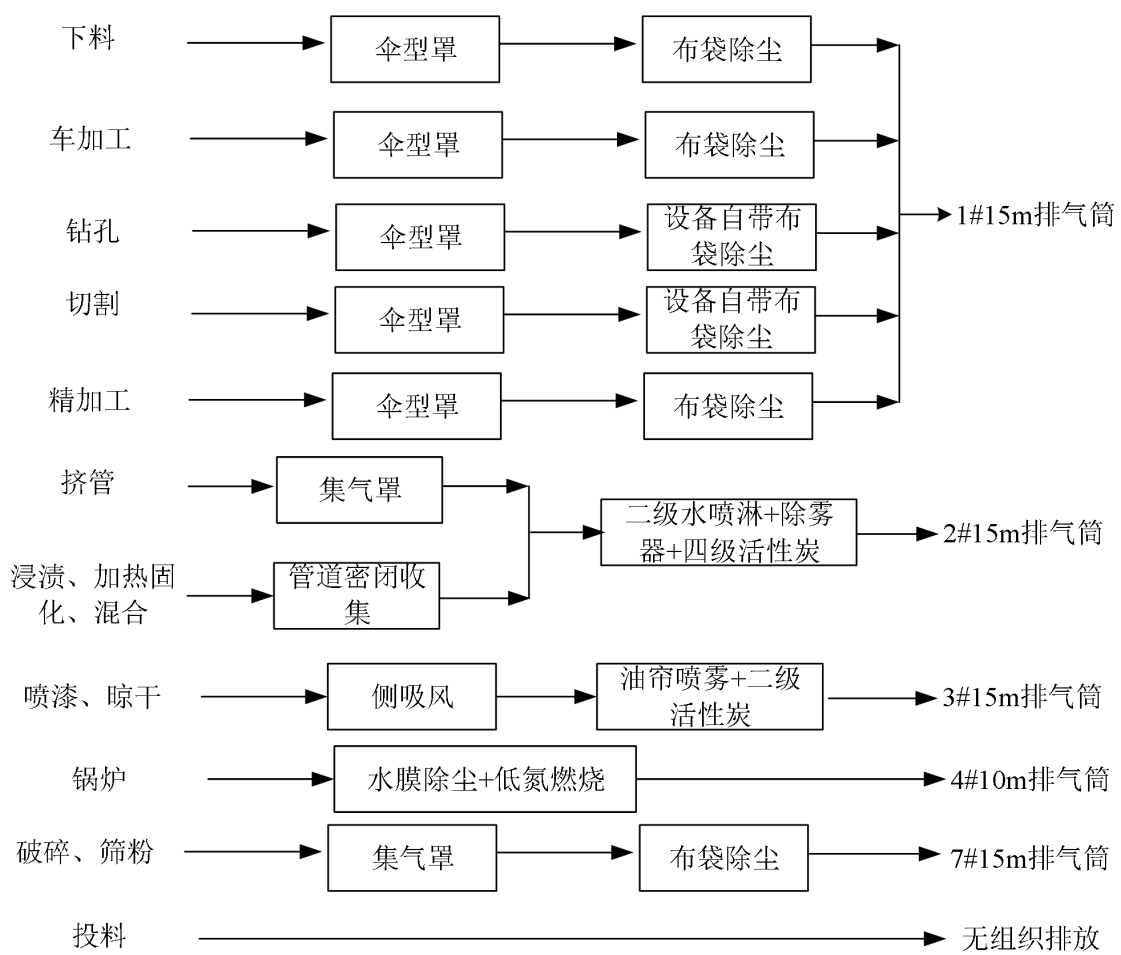 下料
伞型罩
布袋除尘
车加工
伞型罩
布袋除尘
1#15m排气筒
钻孔
伞型罩
设备自带布
袋除尘
切割
伞型罩
设备自带布
袋除尘
精加工
伞型罩
布袋除尘
挤管
集气罩
二级水喷淋+除雾
器+四级活性炭
2#15m排气筒
浸渍、加热固
化、混合
管道密闭收
集
喷漆、晾干
侧吸风
油帘喷雾+二级
活性炭
3#15m排气筒
锅炉
水膜除尘+低氮燃烧
4#10m排气筒
破碎、筛粉
集气罩
布袋除尘
7#15m排气筒
投料
无组织排放